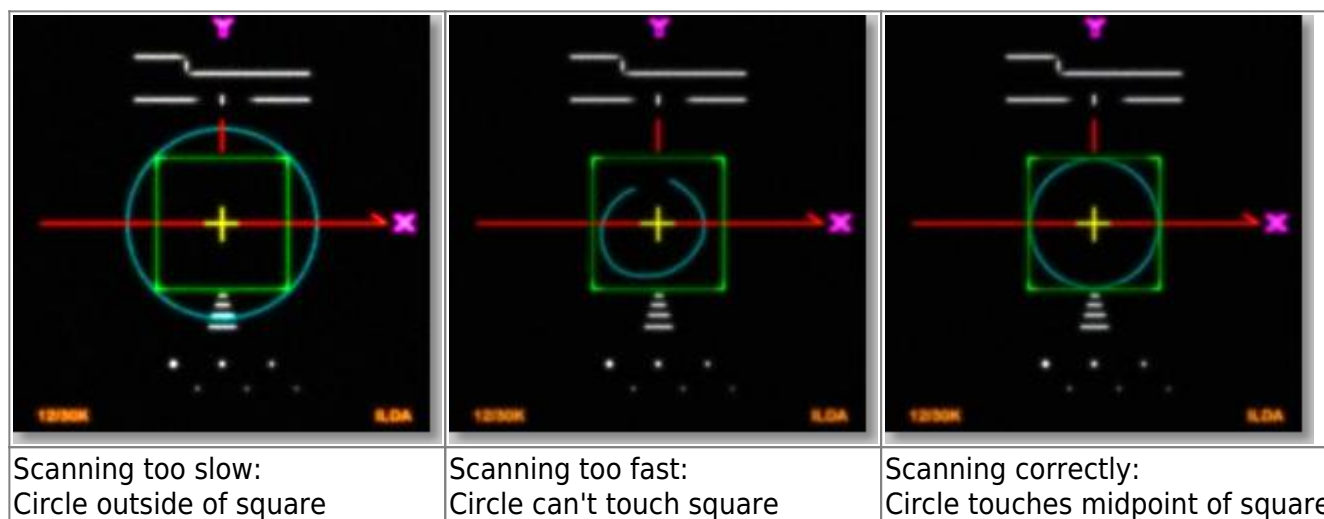 Y
X
12/30K
ILDA
Y
X
12/30K
ILDA
Y
X
12/30K
ILDA
Scanning too slow:
Circle outside of square
Scanning too fast:
Circle can't touch square
Scanning correctly:
Circle touches midpoint of square